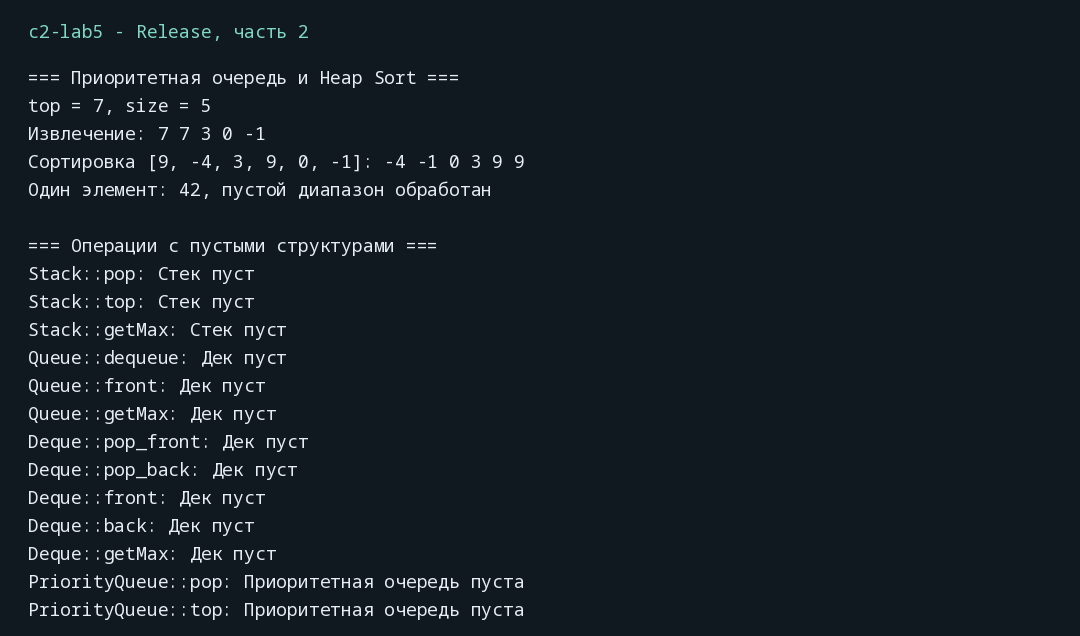 c2-lab5 - Release, часть 2
=== Приоритетная очередь и Heap Sort ===
top = 7, size = 5
Извлечение: 7 7 3 0 -1
Сортировка [9, -4, 3, 9, 0, -1]: -4 -1 0 3 9 9
Один элемент: 42, пустой диапазон обработан
=== Операции с пустыми структурами ===
Stack::pop: Стек пуст
Stack::top: Стек пуст
Stack::getMax: Стек пуст
Queue::dequeue: Дек пуст
Queue::front: Дек пуст
Queue::getMax: Дек пуст
Deque::pop_front: Дек пуст
Deque::pop_back: Дек пуст
Deque::front: Дек пуст
Deque::back: Дек пуст
Deque::getMax: Дек пуст
PriorityQueue::pop: Приоритетная очередь пуста
PriorityQueue::top: Приоритетная очередь пуста